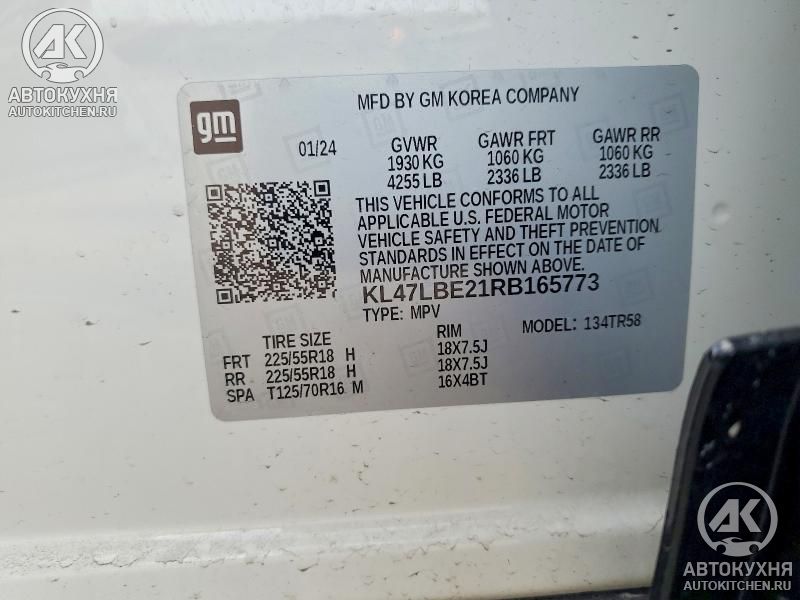 АК
АВТОКУХНЯ
AUTOKITCHEN.RU
gm
MFD BY GM KOREA COMPANY
01/24 GVWR GAWR FRT GAWR RR
1930 KG 1060 KG 1060 KG
4255 LB 2336 LB 2336 LB
THIS VEHICLE CONFORMS TO ALL
APPLICABLE U.S. FEDERAL MOTOR
VEHICLE SAFETY AND THEFT PREVENTION
STANDARDS IN EFFECT ON THE DATE OF
MANUFACTURE SHOWN ABOVE.
KL47LBE21RB165773
TYPE: MPV MODEL: 134TR58
TIRE SIZE RIM
FRT 225/55R18 H 18X7.5J
RR 225/55R18 H 18X7.5J
SPA T125/70R16 M 16X4BT
АК
АВТОКУХНЯ
AUTOKITCHEN.RU